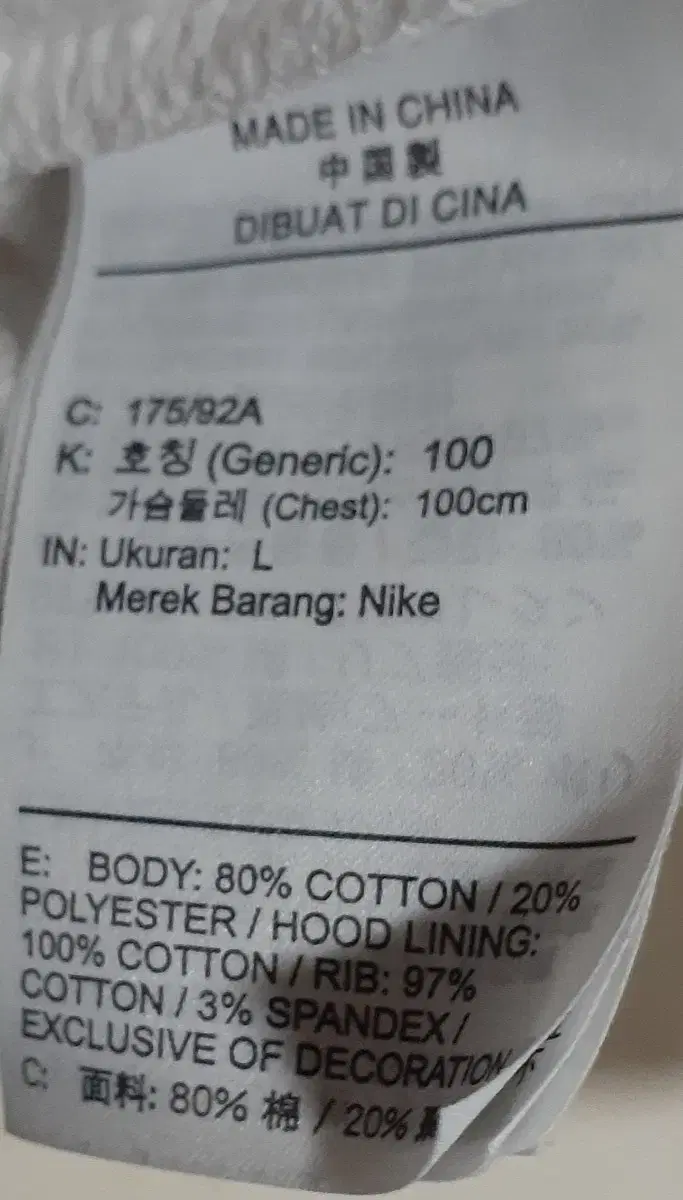 MADE IN CHINA
中国製
DIBUAT DI CINA
C: 175/92A
K: 호칭 (Generic): 100
가슴둘레 (Chest): 100cm
IN: Ukuran: L
Merek Barang: Nike
E: BODY: 80% COTTON / 20%
POLYESTER / HOOD LINING:
100% COTTON / RIB: 97%
COTTON / 3% SPANDEX /
EXCLUSIVE OF DECORATION
C: 面料: 80% 棉 / 20%